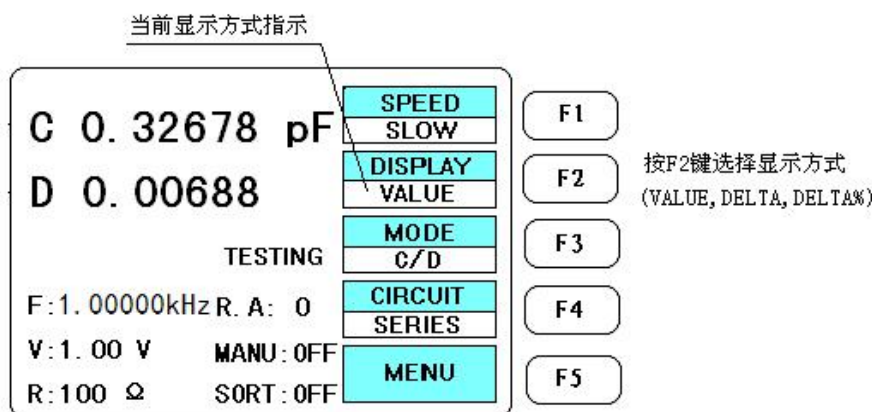 当前显示方式指示
C 0.32678 pF
D 0.00688
TESTING
F:1.00000kHz R.A: 0
V:1.00 V MANU:OFF
R:100 Ω SORT:OFF
SPEED
SLOW
DISPLAY
VALUE
MODE
C/D
CIRCUIT
SERIES
MENU
F1
F2
F3
F4
F5
按F2键选择显示方式
(VALUE,DELTA,DELTA%)